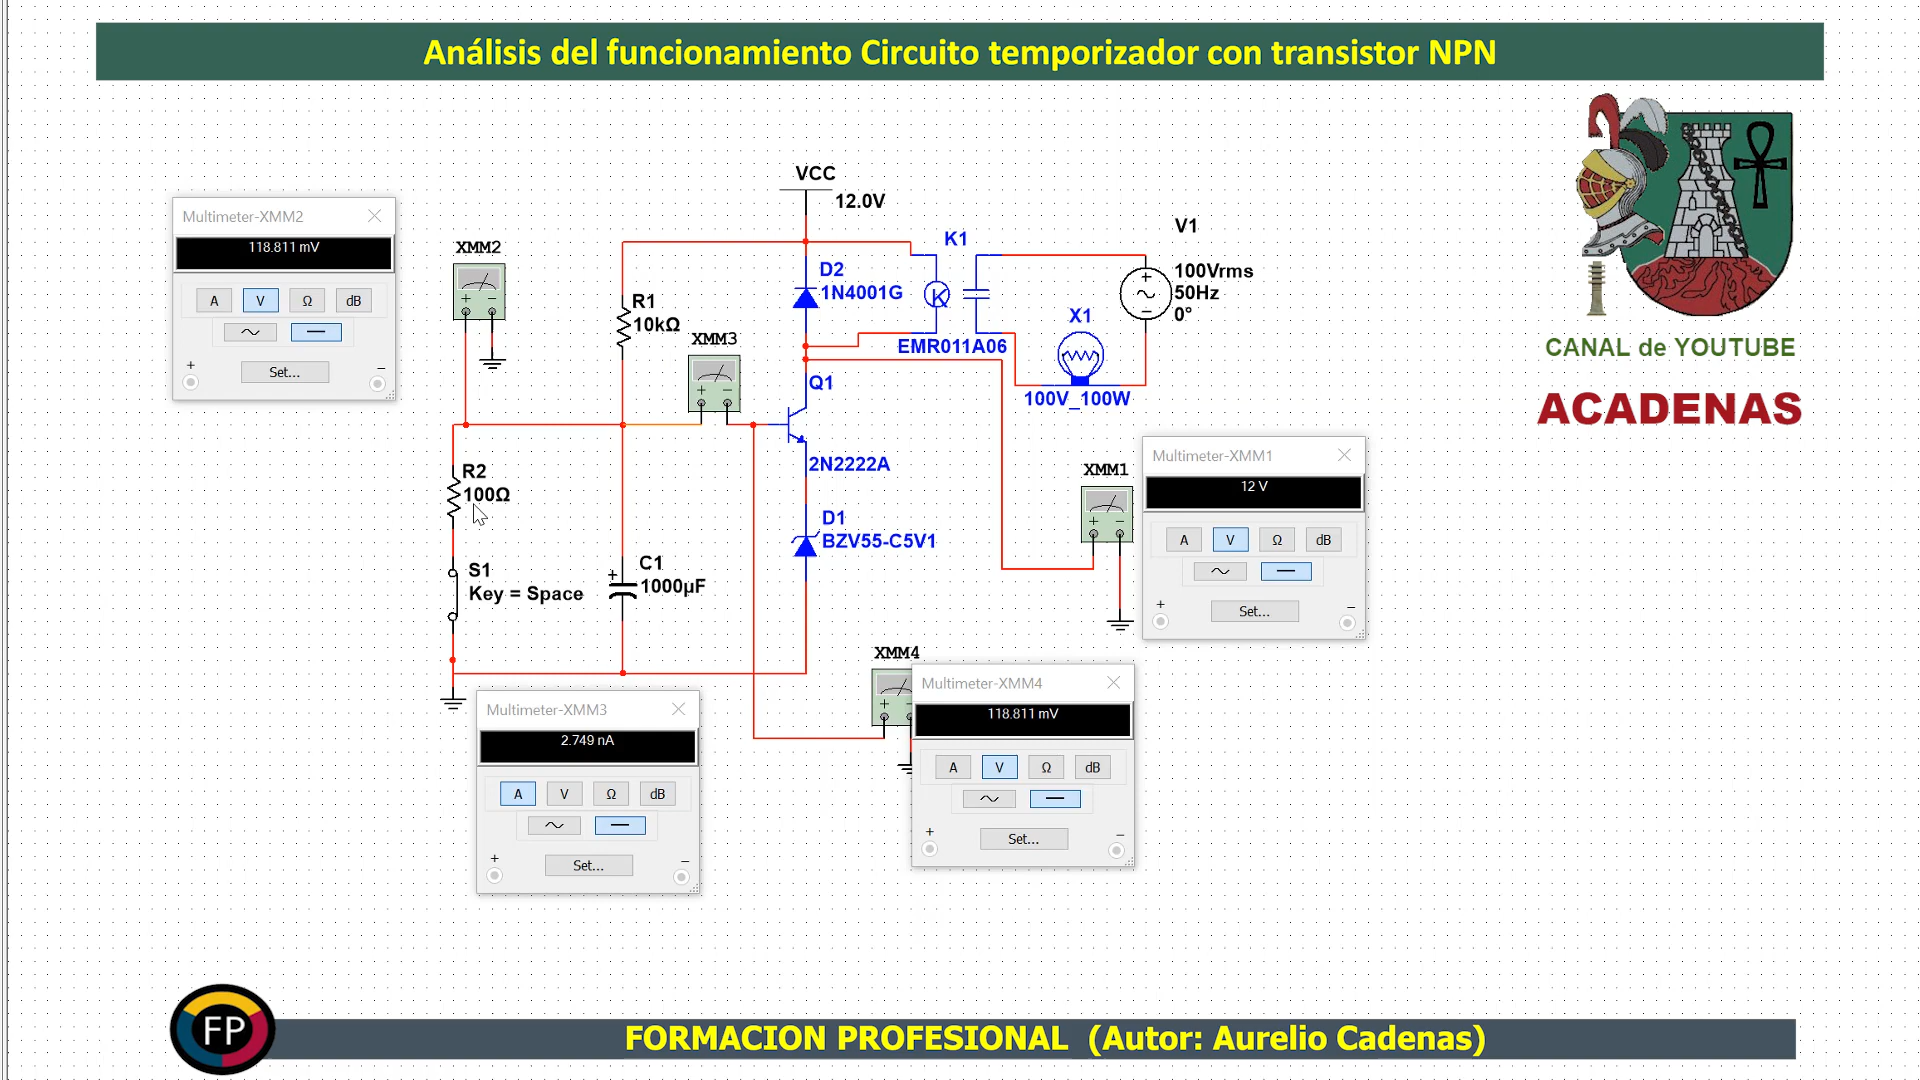 Análisis del funcionamiento Circuito temporizador con transistor NPN
VCC
12.0V
Multimeter-XMM2
118.811 mV
A V Ω dB
Set...
+ −
XMM2
R1
10kΩ
XMM3
D2
1N4001G
K1
K
EMR011A06
V1
100Vrms
50Hz
0°
X1
100V_100W
CANAL de YOUTUBE
ACADENAS
Q1
2N2222A
R2
100Ω
D1
BZV55-C5V1
S1
Key = Space
C1
1000µF
XMM1
Multimeter-XMM1
12 V
A V Ω dB
Set...
+ −
XMM4
Multimeter-XMM4
118.811 mV
A V Ω dB
Set...
+ −
Multimeter-XMM3
2.749 nA
A V Ω dB
Set...
+ −
FP
FORMACION PROFESIONAL (Autor: Aurelio Cadenas)